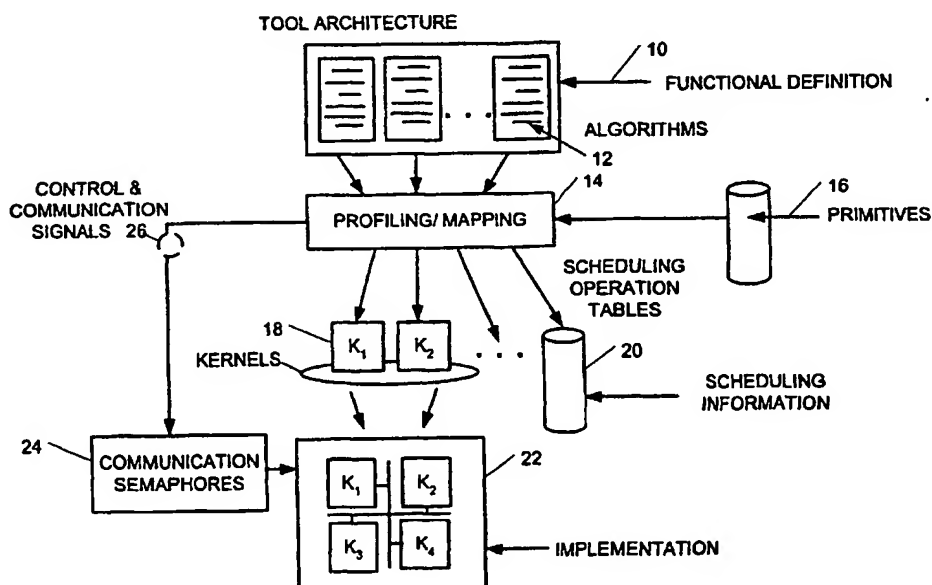 TOOL ARCHITECTURE
10
FUNCTIONAL DEFINITION
ALGORITHMS
12
CONTROL &
COMMUNICATION
SIGNALS 26
14
PROFILING/ MAPPING
16
PRIMITIVES
SCHEDULING
OPERATION
TABLES
18
K1
K2
. . .
20
KERNELS
SCHEDULING
INFORMATION
24
COMMUNICATION
SEMAPHORES
22
K1
K2
K3
K4
IMPLEMENTATION